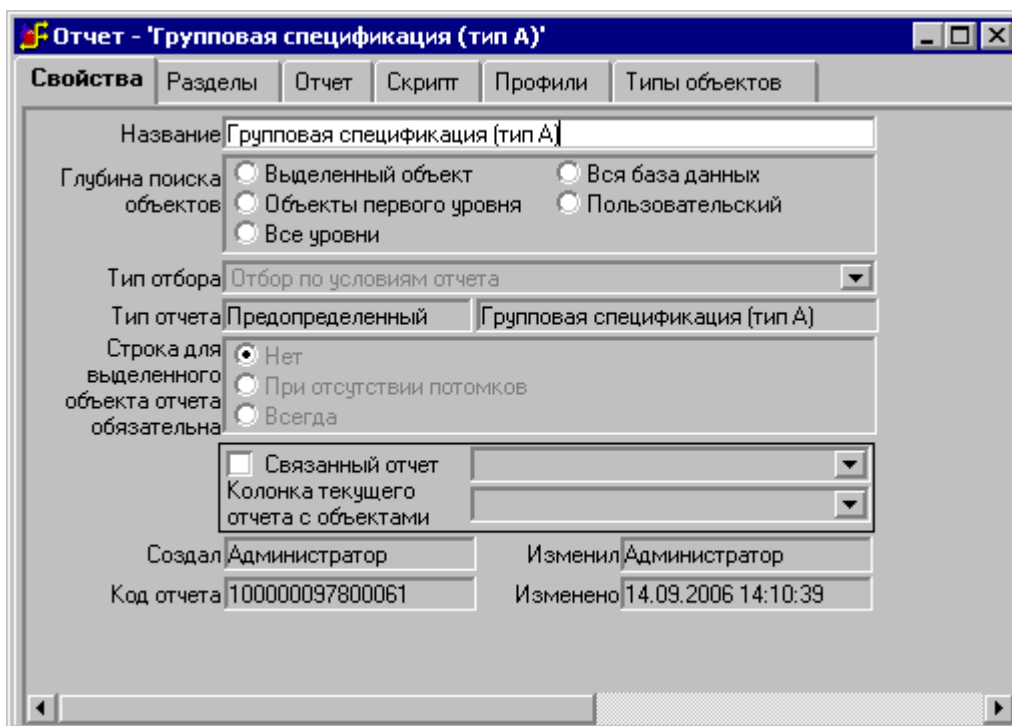 Отчет - 'Групповая спецификация (тип А)'
Свойства Разделы Отчет Скрипт Профили Типы объектов
Название Групповая спецификация (тип А)
Глубина поиска объектов
Выделенный объект Вся база данных
Объекты первого уровня Пользовательский
Все уровни
Тип отбора Отбор по условиям отчета
Тип отчета Предопределенный Групповая спецификация (тип А)
Строка для выделенного объекта отчета обязательна
Нет
При отсутствии потомков
Всегда
Связанный отчет
Колонка текущего
отчета с объектами
Создал Администратор Изменил Администратор
Код отчета 100000097800061 Изменено 14.09.2006 14:10:39